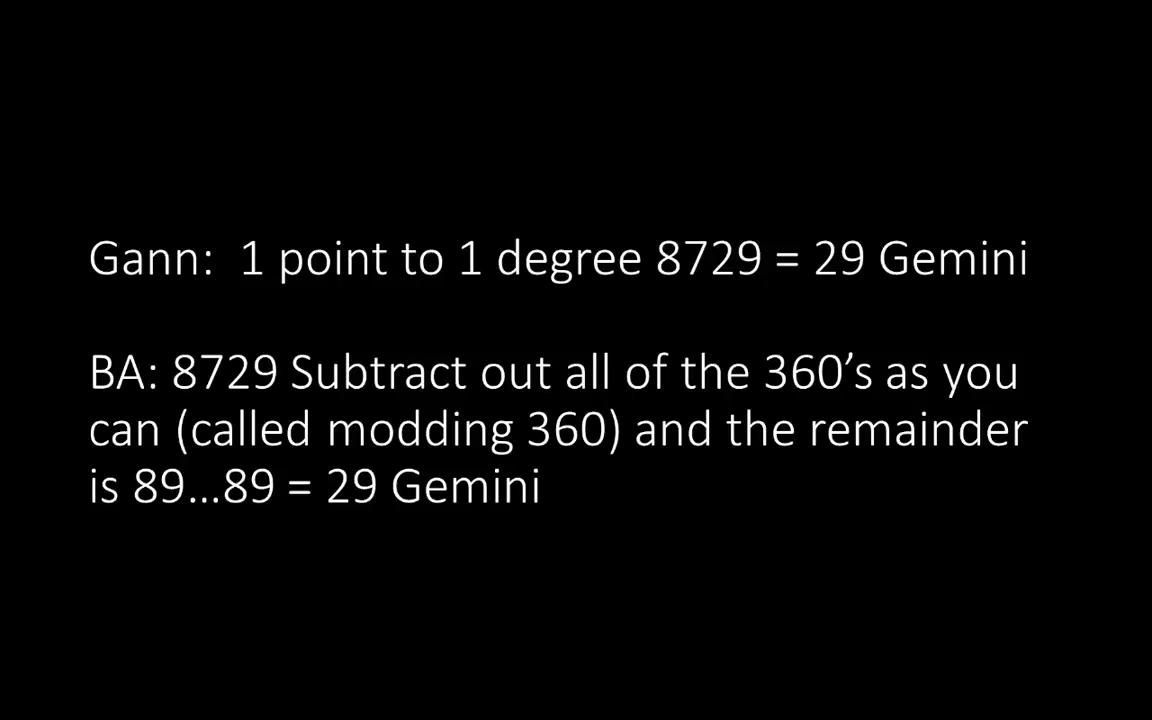 Gann:  1 point to 1 degree 8729 = 29 Gemini
BA: 8729 Subtract out all of the 360’s as you
can (called modding 360) and the remainder
is 89…89 = 29 Gemini